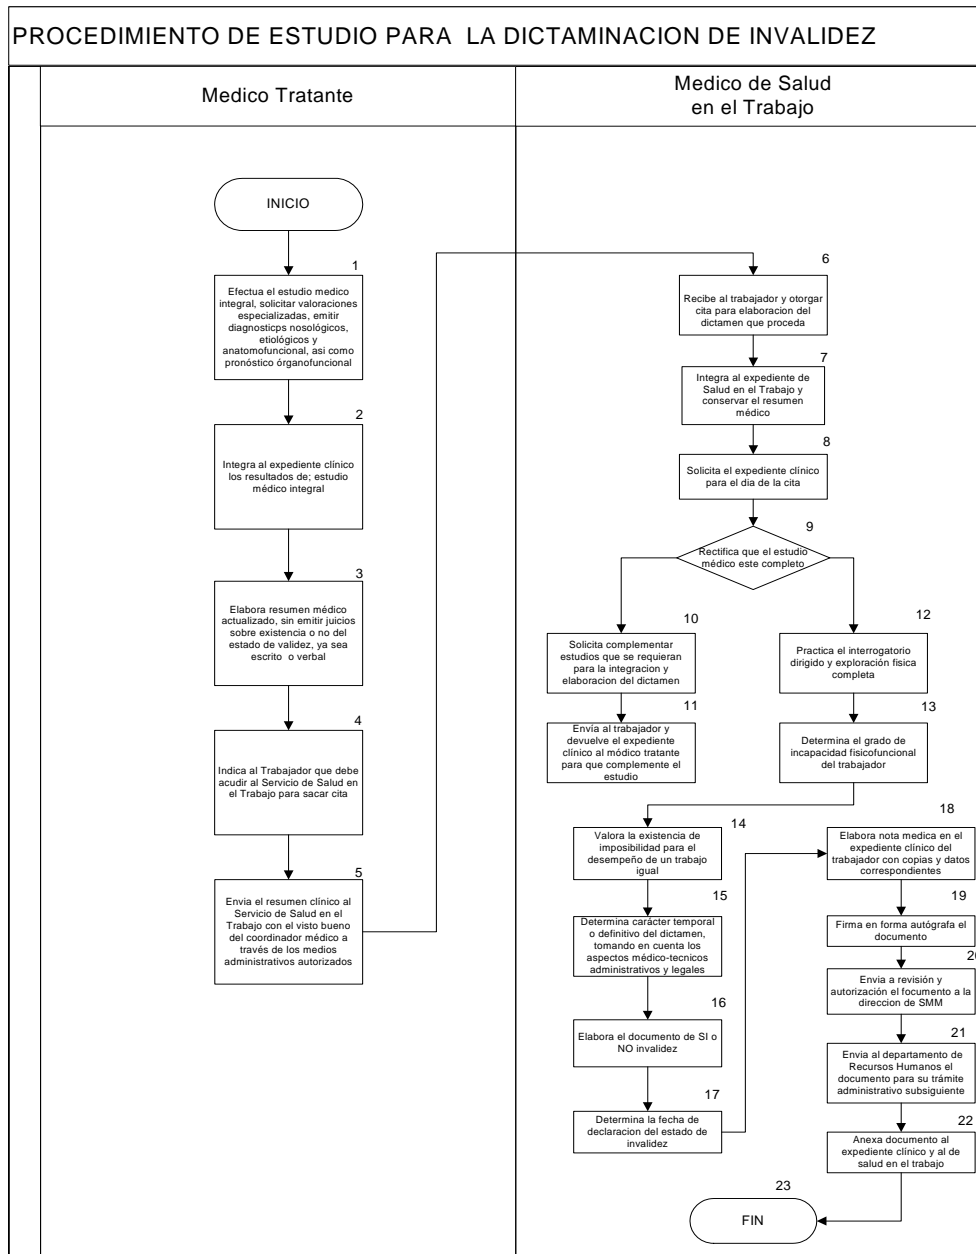 PROCEDIMIENTO DE ESTUDIO PARA LA DICTAMINACION DE INVALIDEZ
Medico Tratante
Medico de Salud
en el Trabajo
INICIO
1
Efectua el estudio medico
integral, solicitar valoraciones
especializadas, emitir
diagnosticps nosológicos,
etiológicos y
anatomofuncional, asi como
pronóstico órganofuncional
2
Integra al expediente clínico
los resultados de; estudio
médico integral
3
Elabora resumen médico
actualizado, sin emitir juicios
sobre existencia o no del
estado de validez, ya sea
escrito o verbal
4
Indica al Trabajador que debe
acudir al Servicio de Salud en
el Trabajo para sacar cita
5
Envia el resumen clínico al
Servicio de Salud en el
Trabajo con el visto bueno
del coordinador médico a
través de los medios
administrativos autorizados
6
Recibe al trabajador y otorgar
cita para elaboracion del
dictamen que proceda
7
Integra al expediente de
Salud en el Trabajo y
conservar el resumen
médico
8
Solicita el expediente clínico
para el dia de la cita
9
Rectifica que el estudio
médico este completo
10
Solicita complementar
estudios que se requieran
para la integracion y
elaboracion del dictamen
11
Envía al trabajador y
devuelve el expediente
clínico al módico tratante
para que complemente el
estudio
12
Practica el interrogatorio
dirigido y exploración fisica
completa
13
Determina el grado de
incapacidad fisicofuncional
del trabajador
14
Valora la existencia de
imposibilidad para el
desempeño de un trabajo
igual
15
Determina carácter temporal
o definitivo del dictamen,
tomando en cuenta los
aspectos médico-tecnicos
administrativos y legales
16
Elabora el documento de SI o
NO invalidez
17
Determina la fecha de
declaracion del estado de
invalidez
18
Elabora nota medica en el
expediente clínico del
trabajador con copias y datos
correspondientes
19
Firma en forma autógrafa el
documento
20
Envia a revisión y
autorización el focumento a la
direccion de SMM
21
Envia al departamento de
Recursos Humanos el
documento para su trámite
administrativo subsiguiente
22
Anexa documento al
expediente clínico y al de
salud en el trabajo
23
FIN